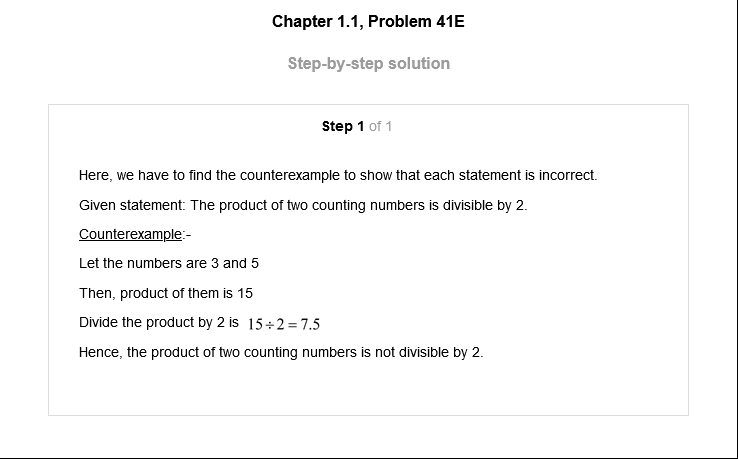 Chapter 1.1, Problem 41E
Step-by-step solution
Step 1 of 1
Here, we have to find the counterexample to show that each statement is incorrect.
Given statement: The product of two counting numbers is divisible by 2.
Counterexample:-
Let the numbers are 3 and 5
Then, product of them is 15
Divide the product by 2 is 15÷2=7.5
Hence, the product of two counting numbers is not divisible by 2.